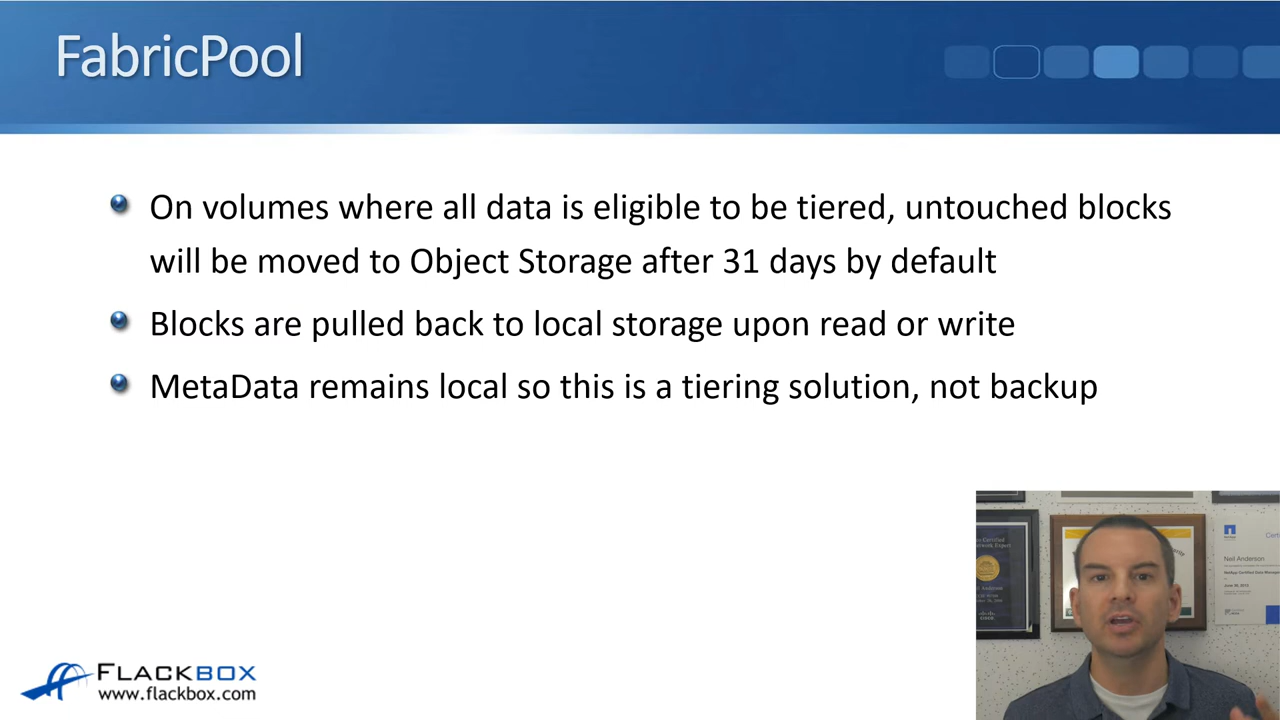 FabricPool
On volumes where all data is eligible to be tiered, untouched blocks
will be moved to Object Storage after 31 days by default
Blocks are pulled back to local storage upon read or write
MetaData remains local so this is a tiering solution, not backup
Neil Anderson
FLACKBOX
www.flackbox.com